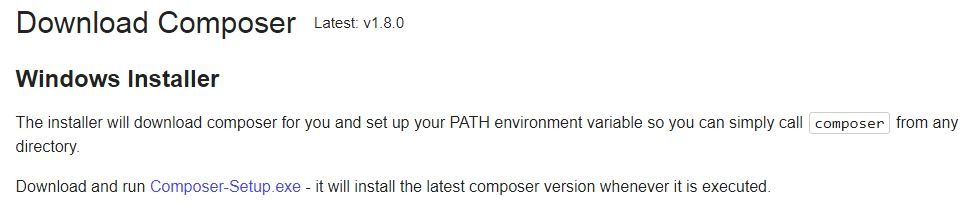 Download Composer Latest: v1.8.0
Windows Installer
The installer will download composer for you and set up your PATH environment variable so you can simply call composer from any
directory.
Download and run Composer-Setup.exe - it will install the latest composer version whenever it is executed.